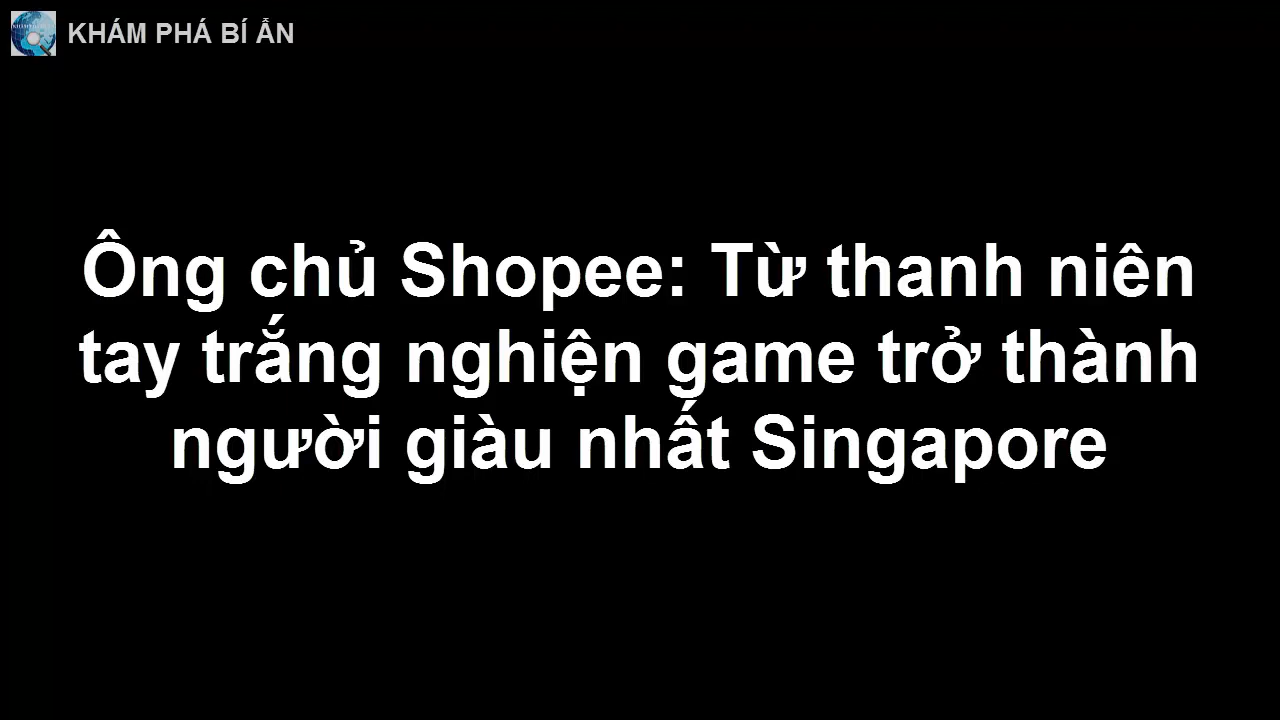 KHÁM PHÁ BÍ ẨN
Ông chủ Shopee: Từ thanh niên
tay trắng nghiện game trở thành
người giàu nhất Singapore